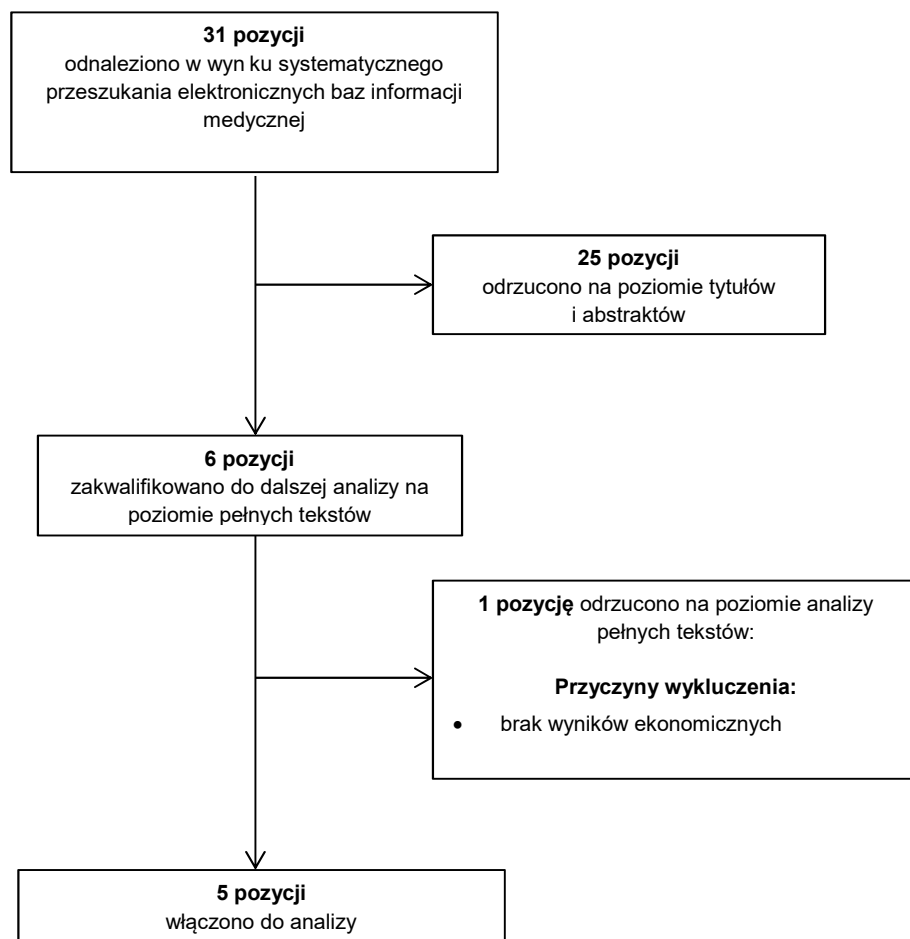 31 pozycji
odnaleziono w wyn ku systematycznego
przeszukania elektronicznych baz informacji
medycznej
25 pozycji
odrzucono na poziomie tytułów
i abstraktów
6 pozycji
zakwalifikowano do dalszej analizy na
poziomie pełnych tekstów
1 pozycję odrzucono na poziomie analizy
pełnych tekstów:
Przyczyny wykluczenia:
• brak wyników ekonomicznych
5 pozycji
włączono do analizy